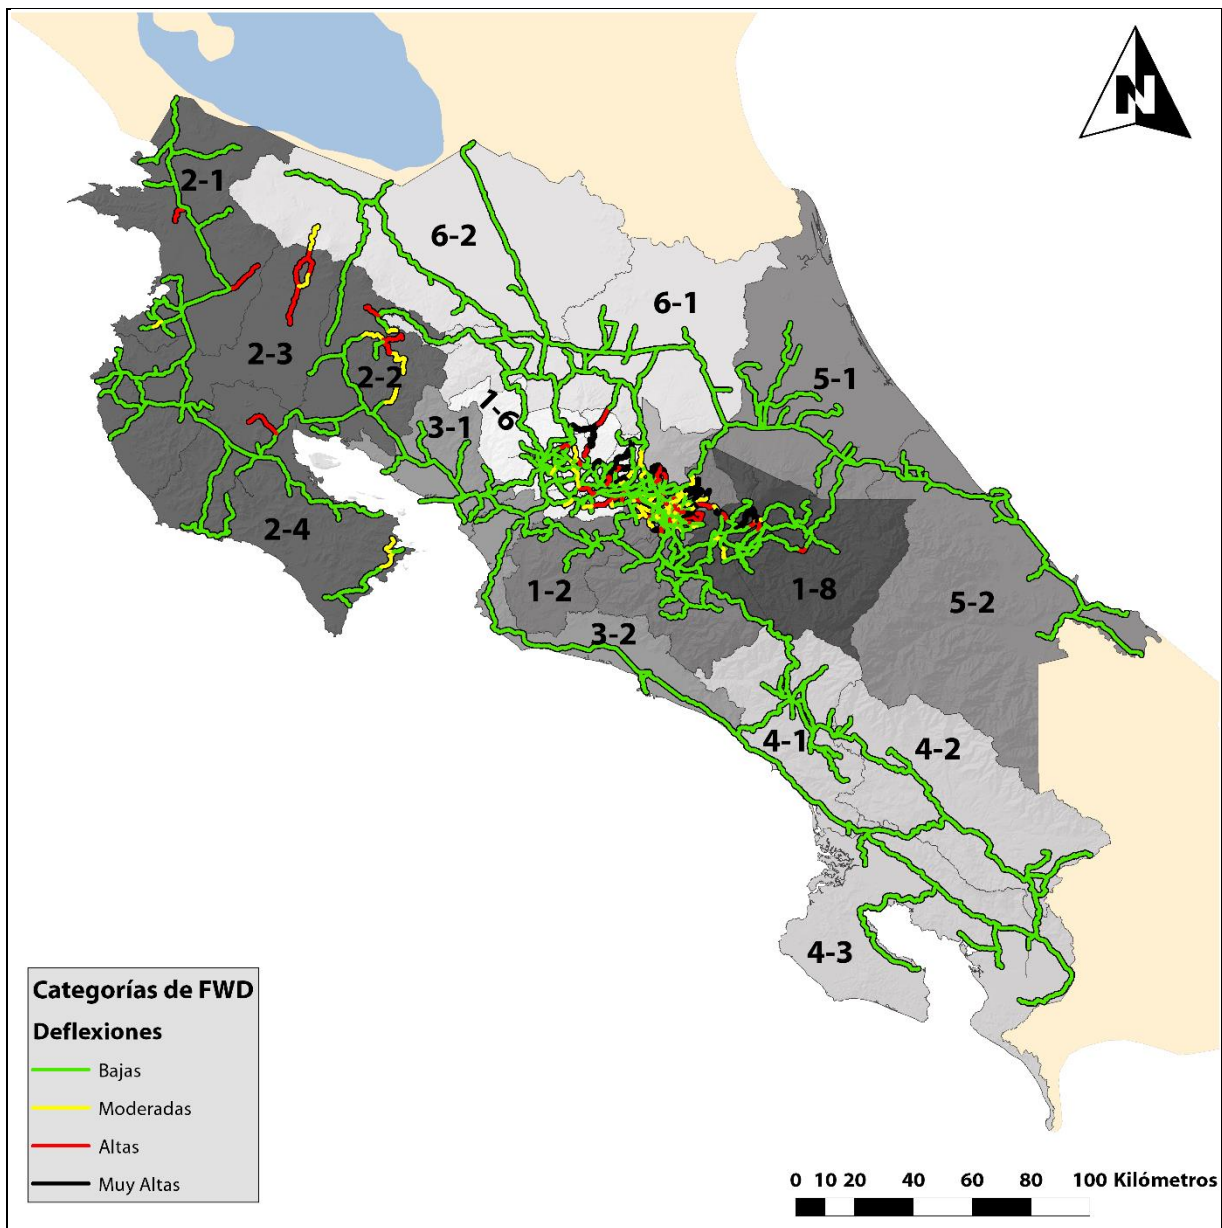 N
2-1
6-2
6-1
2-3
2-2
5-1
1-6
3-1
2-4
1-2
1-8
5-2
3-2
4-1
4-2
4-3
Categorías de FWD
Deflexiones
Bajas
Moderadas
Altas
Muy Altas
0 10 20 40 60 80 100 Kilómetros